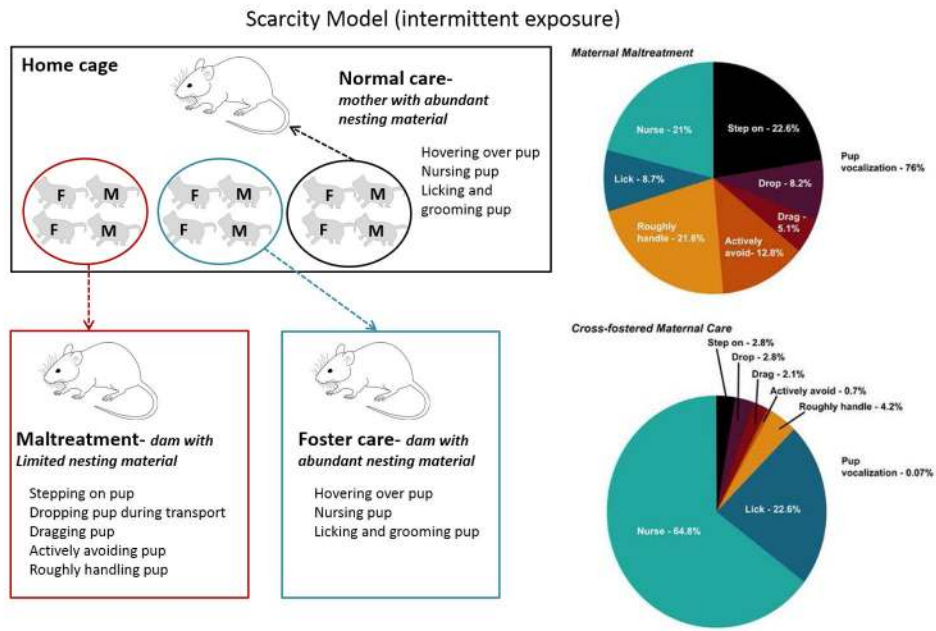 Scarcity Model (intermittent exposure)
Home cage
Normal care-
mother with abundant
nesting material
Hovering over pup
Nursing pup
Licking and
grooming pup
F M
F M
F M
F M
F M
F M
Maltreatment- dam with
Limited nesting material
Stepping on pup
Dropping pup during transport
Dragging pup
Actively avoiding pup
Roughly handling pup
Foster care- dam with
abundant nesting material
Hovering over pup
Nursing pup
Licking and grooming pup
Maternal Maltreatment
Nurse - 21%
Step on - 22.6%
Lick - 8.7%
Drop - 8.2%
Drag -
5.1%
Roughly
handle - 21.6%
Actively
avoid- 12.8%
Pup
vocalization - 76%
Cross-fostered Maternal Care
Step on - 2.8%
Drop - 2.8%
Drag - 2.1%
Actively avoid - 0.7%
Roughly handle - 4.2%
Pup
vocalization - 0.07%
Lick - 22.6%
Nurse - 64.8%